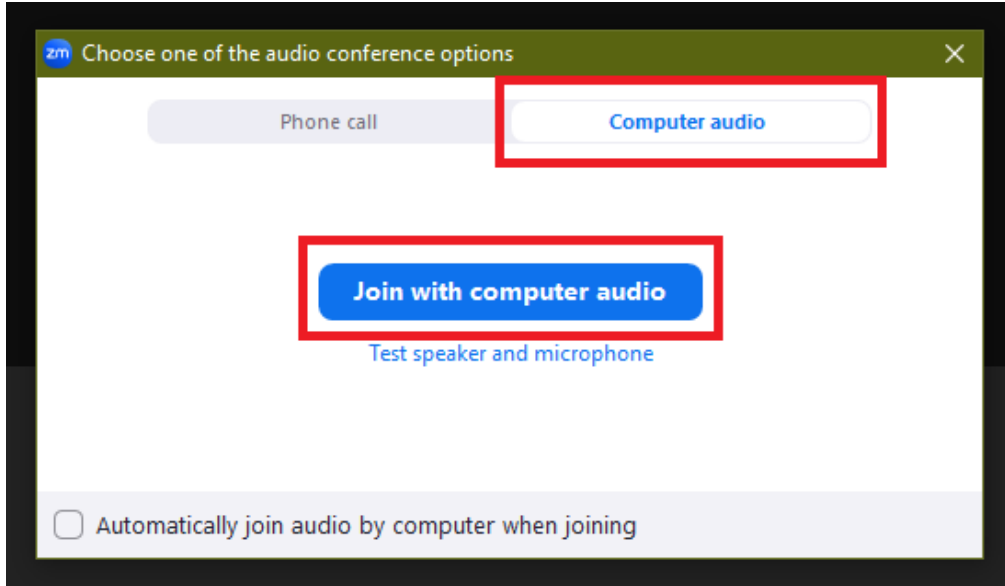 zm Choose one of the audio conference options
Phone call Computer audio
Join with computer audio
Test speaker and microphone
Automatically join audio by computer when joining